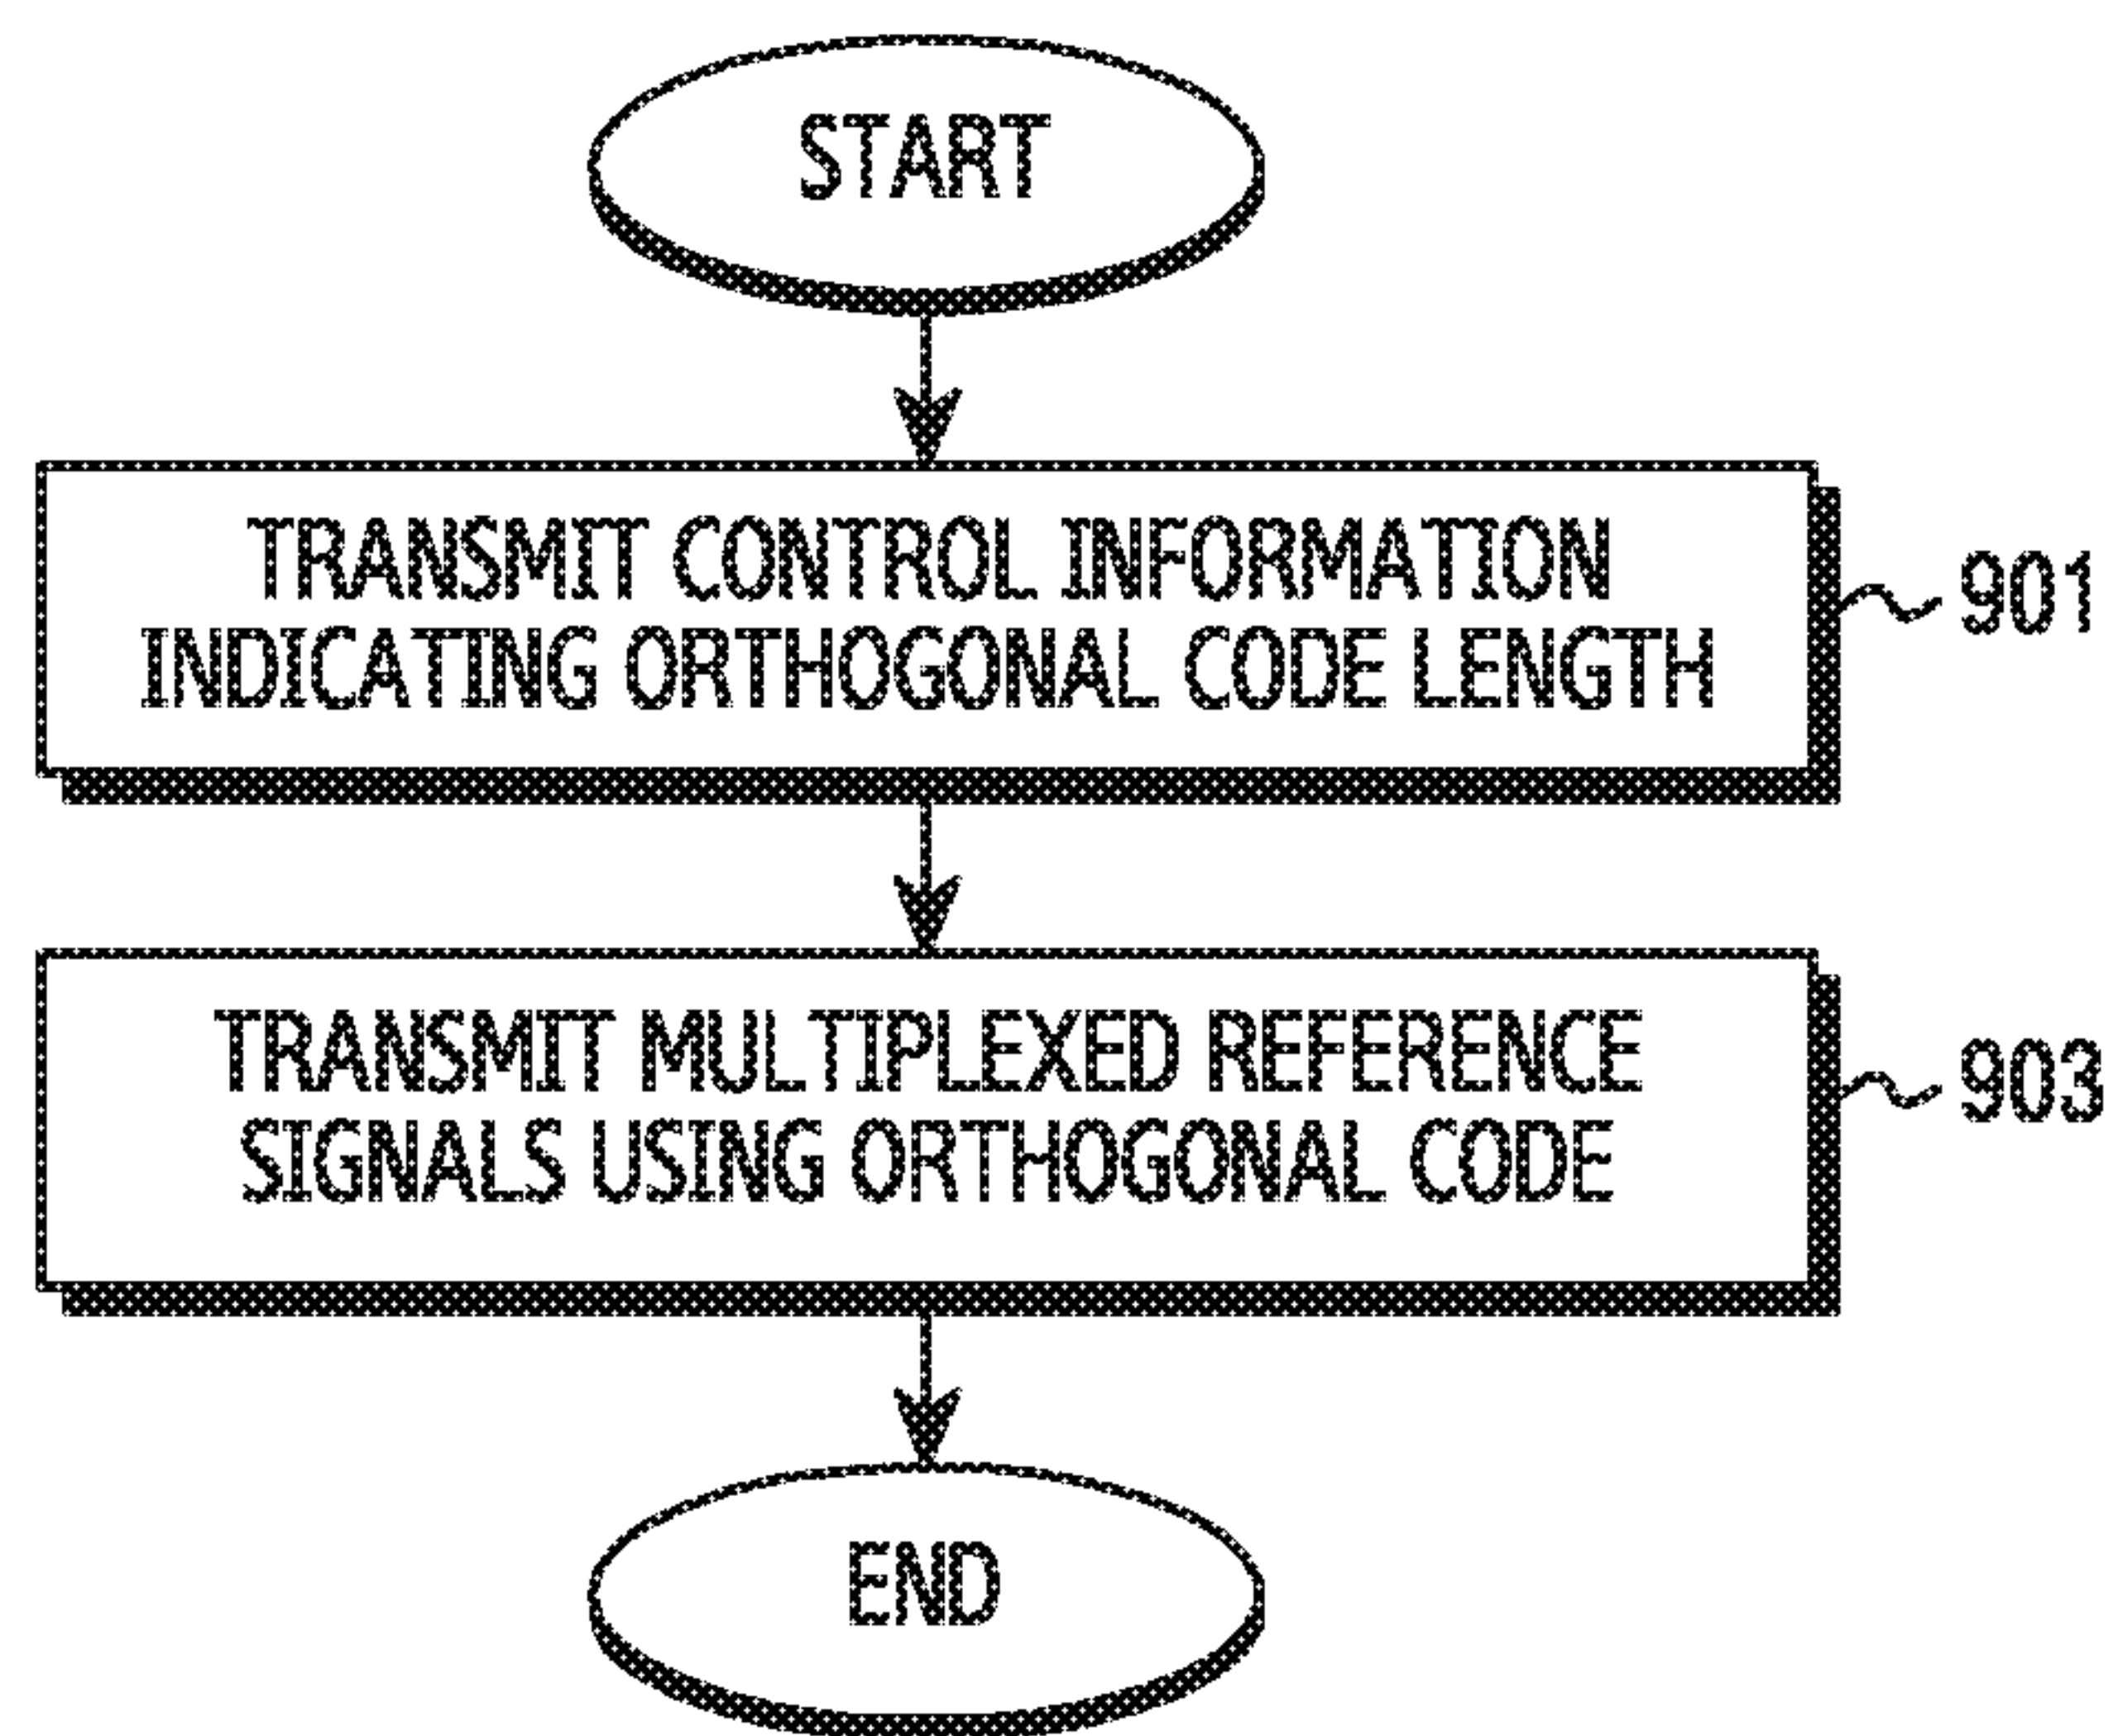 START
TRANSMIT CONTROL INFORMATION
INDICATING ORTHOGONAL CODE LENGTH
901
TRANSMIT MULTIPLEXED REFERENCE
SIGNALS USING ORTHOGONAL CODE
903
END